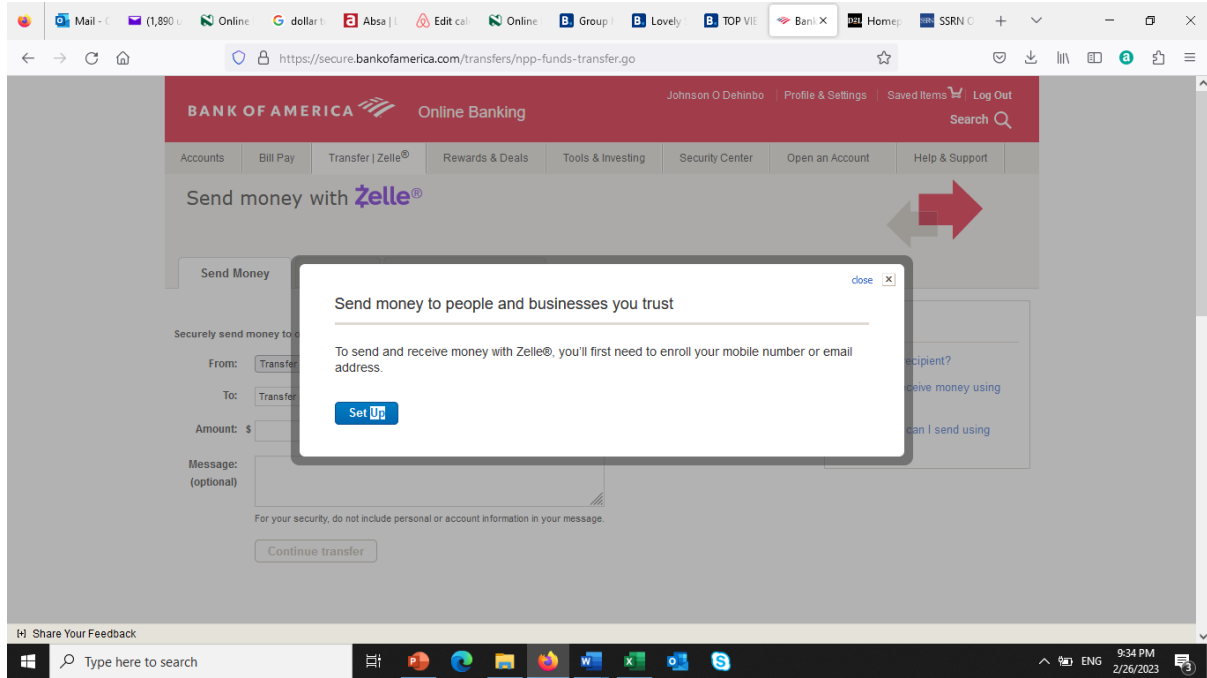 Mail - 
(1,890 u
Online
dollar t
Absa | L
Edit cale
Online
Group
Lovely
TOP VIE
Bank
D2L Homep
SSRN
https://secure.bankofamerica.com/transfers/npp-funds-transfer.go
Johnson O Dehinbo
Profile & Settings
Saved Items
Log Out
BANK OF AMERICA Online Banking
Search
Accounts Bill Pay Transfer | Zelle® Rewards & Deals Tools & Investing Security Center Open an Account Help & Support
Send money with Zelle®
Send Money
close x
Send money to people and businesses you trust
Securely send money to
To send and receive money with Zelle®, you'll first need to enroll your mobile number or email
address.
From: Transfer
ecipient?
ceive money using
To: Transfer
Set Up
Amount: $
can I send using
Message:
(optional)
For your security, do not include personal or account information in your message.
Continue transfer
[+] Share Your Feedback
Type here to search
ENG
9:34 PM
2/26/2023
3